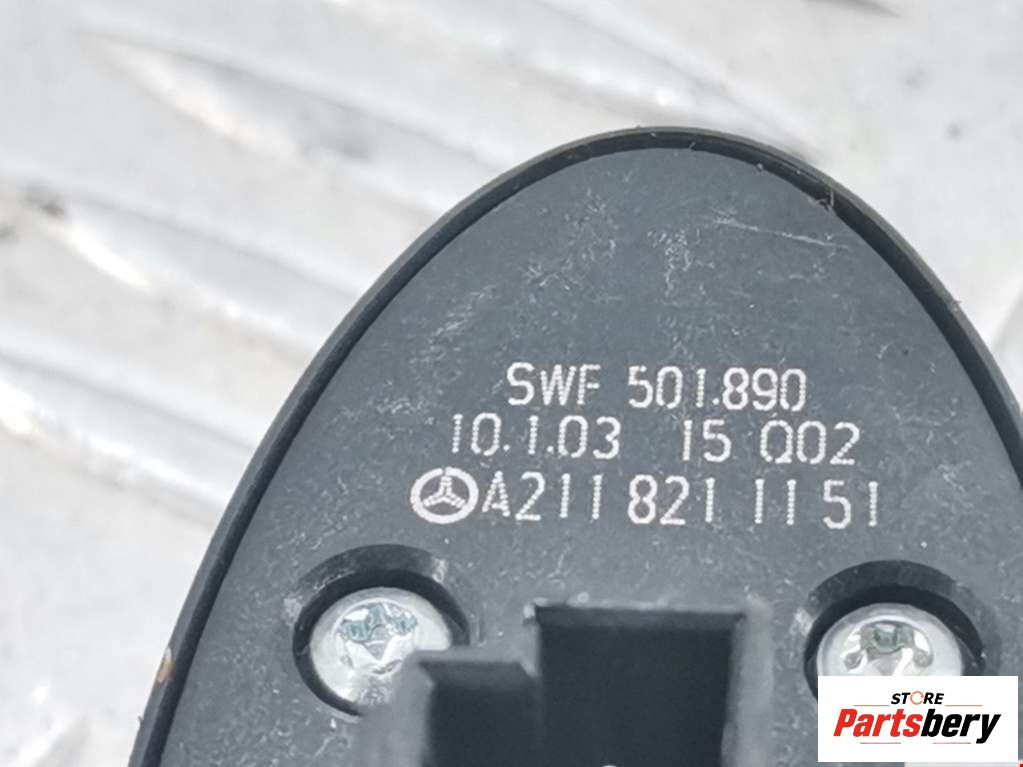 SWF 501.890
10.1.03 15 Q02
A211 821 11 51
STORE
Partsbery